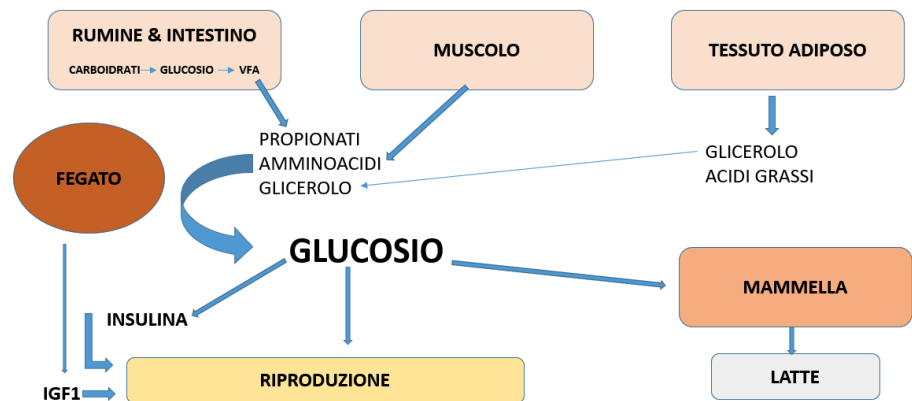 RUMINE & INTESTINO
CARBOIDRATI GLUCOSIO VFA
MUSCOLO
TESSUTO ADIPOSO
PROPIONATI
AMMINOACIDI
GLICEROLO
GLICEROLO
ACIDI GRASSI
FEGATO
GLUCOSIO
MAMMELLA
INSULINA
RIPRODUZIONE
LATTE
IGF1